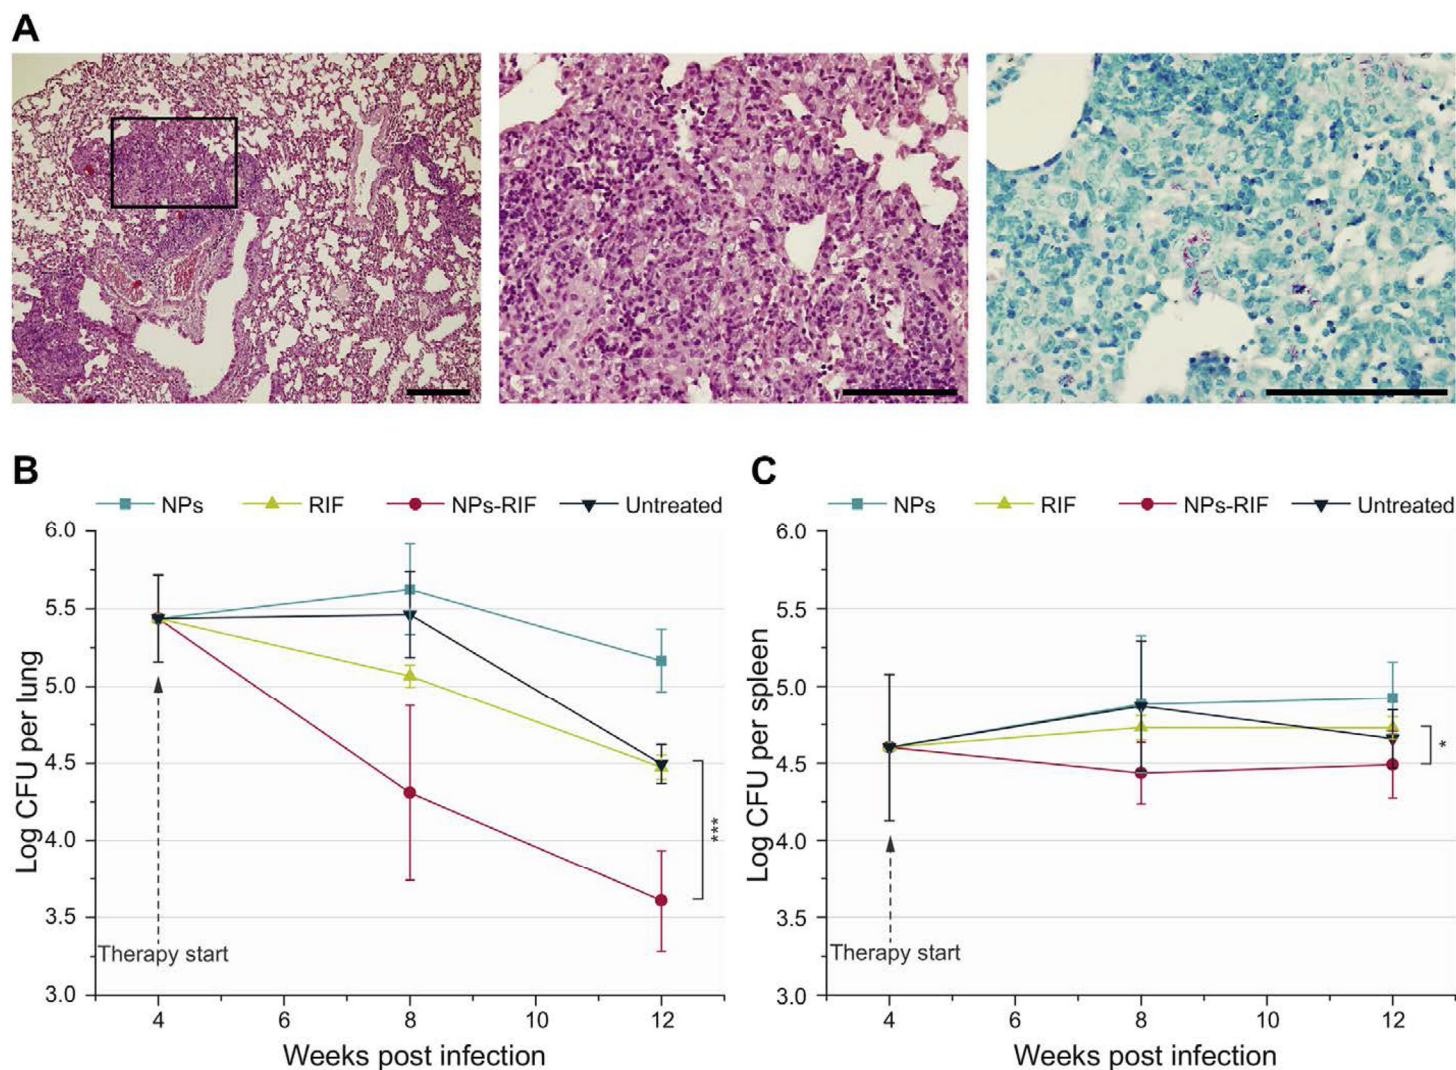 A
B
NPs RIF NPs-RIF Untreated
6.0
5.5
5.0
4.5
4.0
3.5
3.0
Log CFU per lung
***
Therapy start
4 6 8 10 12
Weeks post infection
C
NPs RIF NPs-RIF Untreated
6.0
5.5
5.0
4.5
4.0
3.5
3.0
Log CFU per spleen
*
Therapy start
4 6 8 10 12
Weeks post infection